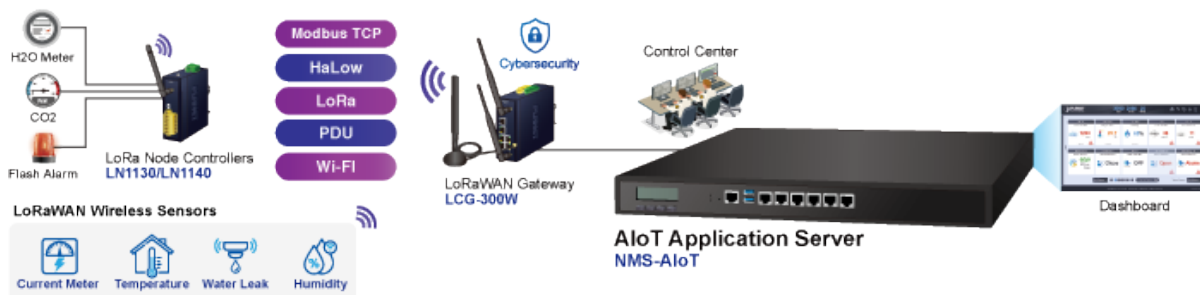 H2O Meter
CO2
Flash Alarm
LoRa Node Controllers
LN1130/LN1140
Modbus TCP
HaLow
LoRa
PDU
Wi-FI
Cybersecurity
LoRaWAN Gateway
LCG-300W
Control Center
AIoT Application Server
NMS-AIoT
Dashboard
LoRaWAN Wireless Sensors
Current Meter
Temperature
Water Leak
Humidity